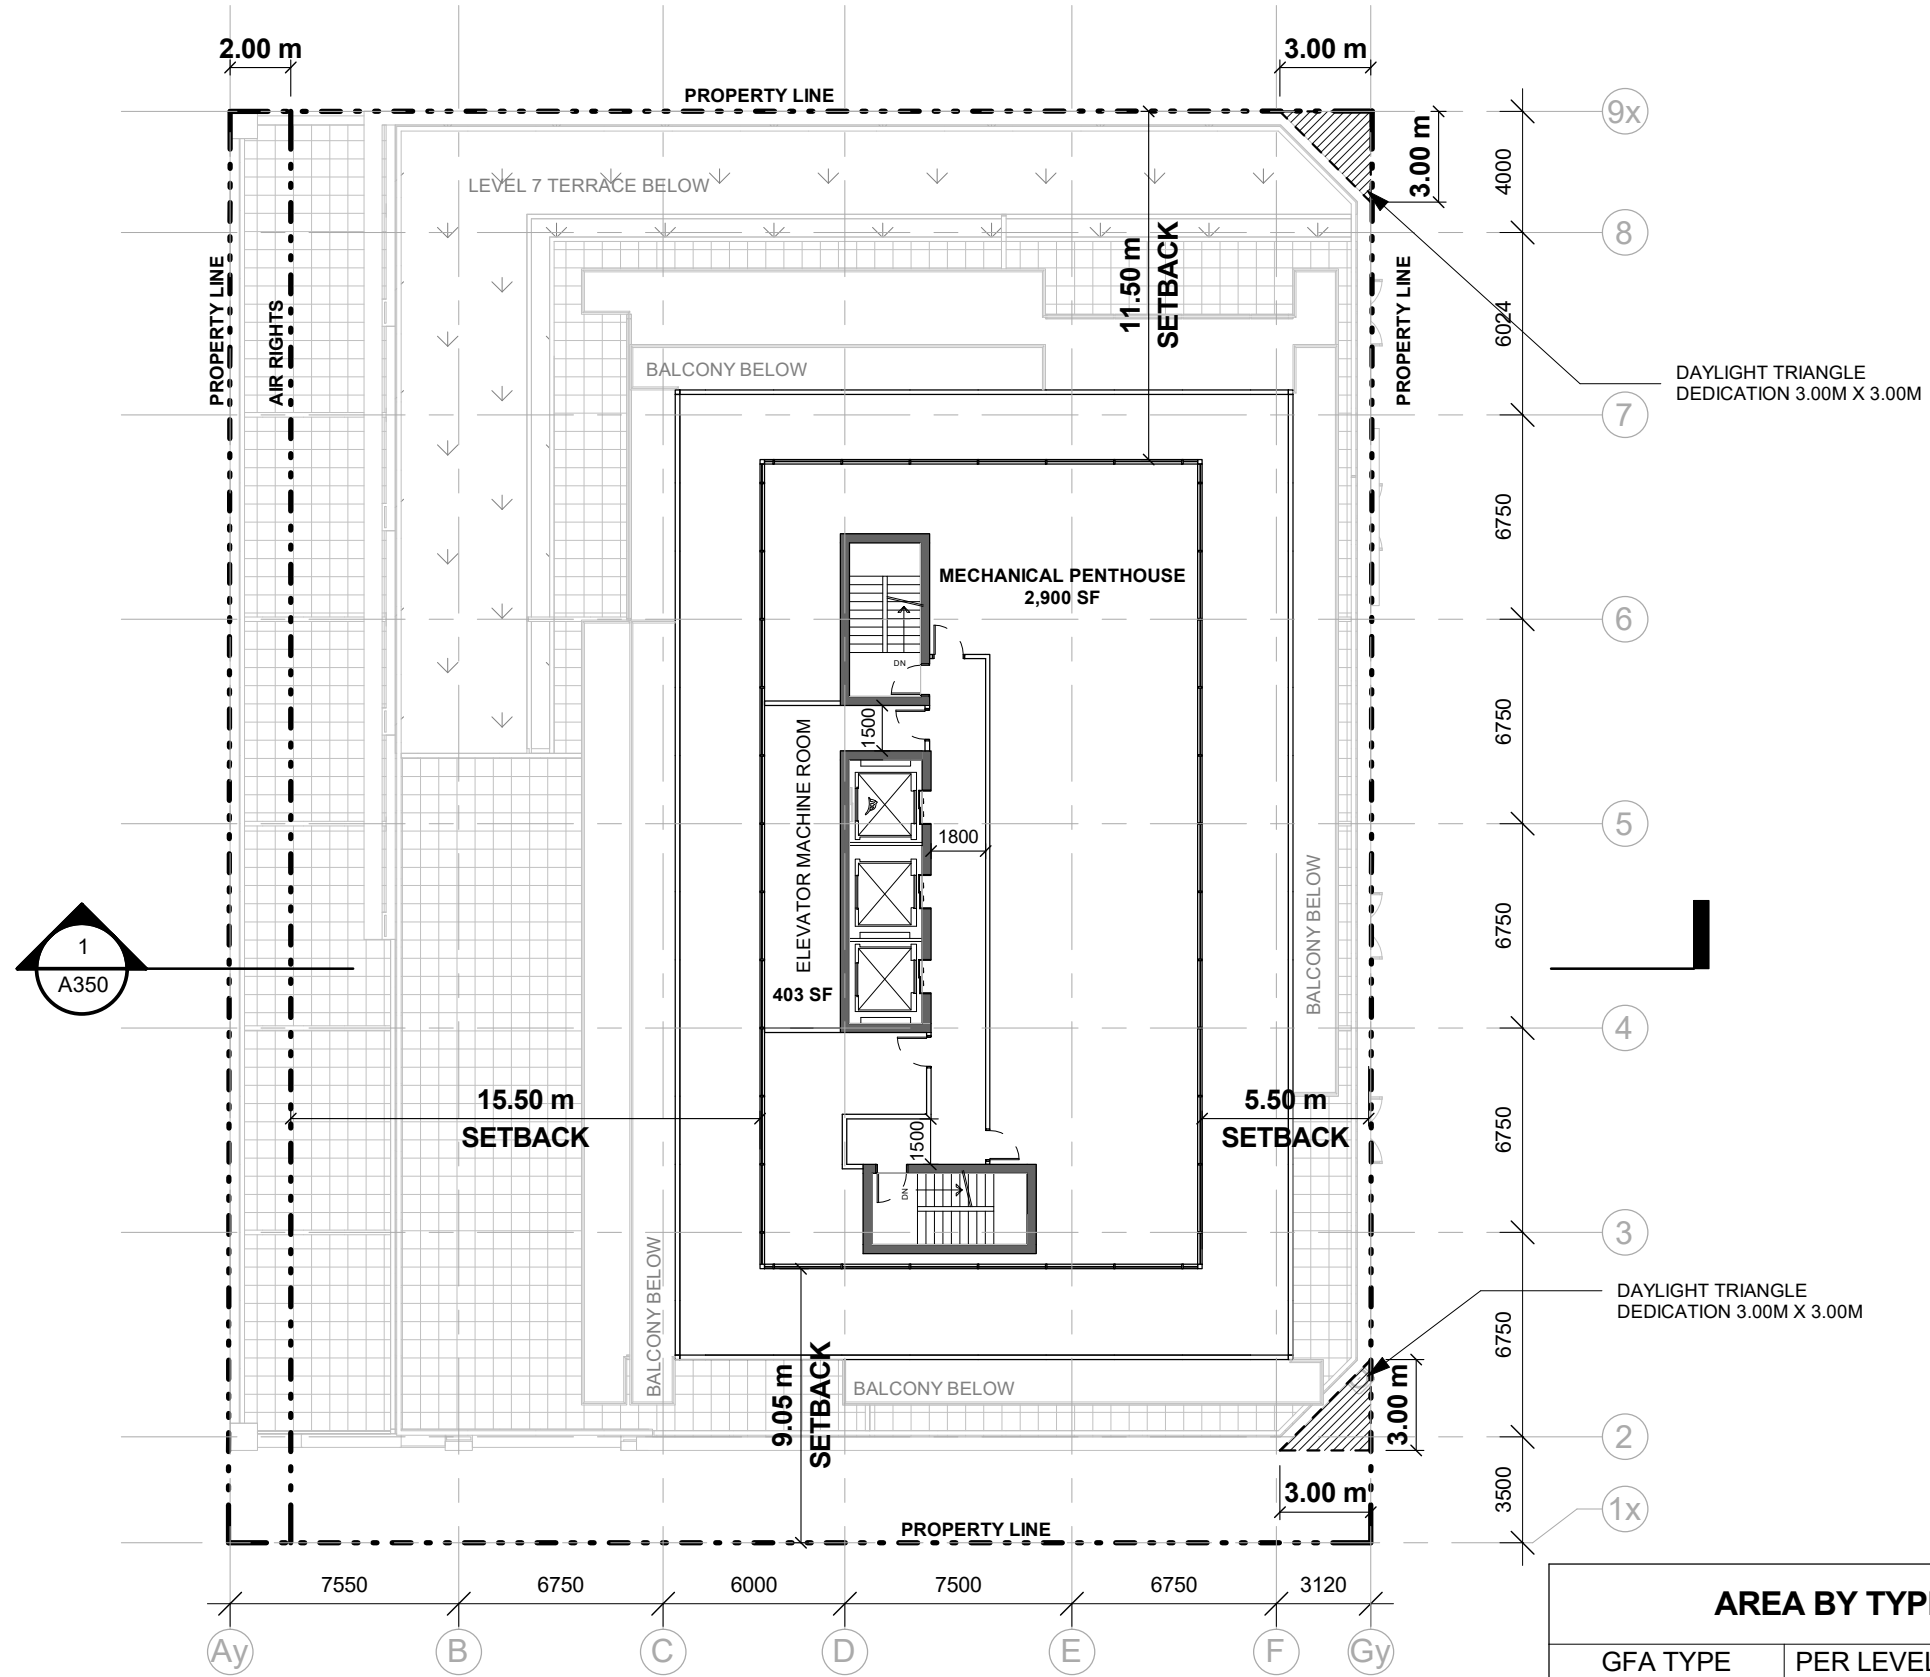 2.00 m
3.00 m
PROPERTY LINE
9x
3.00 m
4000
LEVEL 7 TERRACE BELOW
8
11.50 m
SETBACK
PROPERTY LINE
AIR RIGHTS
PROPERTY LINE
6024
BALCONY BELOW
DAYLIGHT TRIANGLE
DEDICATION 3.00M X 3.00M
7
6750
MECHANICAL PENTHOUSE
2,900 SF
6
DN
6750
1500
ELEVATOR MACHINE ROOM
403 SF
1800
5
6750
BALCONY BELOW
1
A350
4
15.50 m
SETBACK
5.50 m
SETBACK
6750
1500
DN
3
BALCONY BELOW
DAYLIGHT TRIANGLE
DEDICATION 3.00M X 3.00M
6750
9.05 m
SETBACK
BALCONY BELOW
3.00 m
2
3.00 m
3500
1x
PROPERTY LINE
7550
6750
6000
7500
6750
3120
Ay
B
C
D
E
F
Gy
AREA BY TYP
GFA TYPE
PER LEVEL